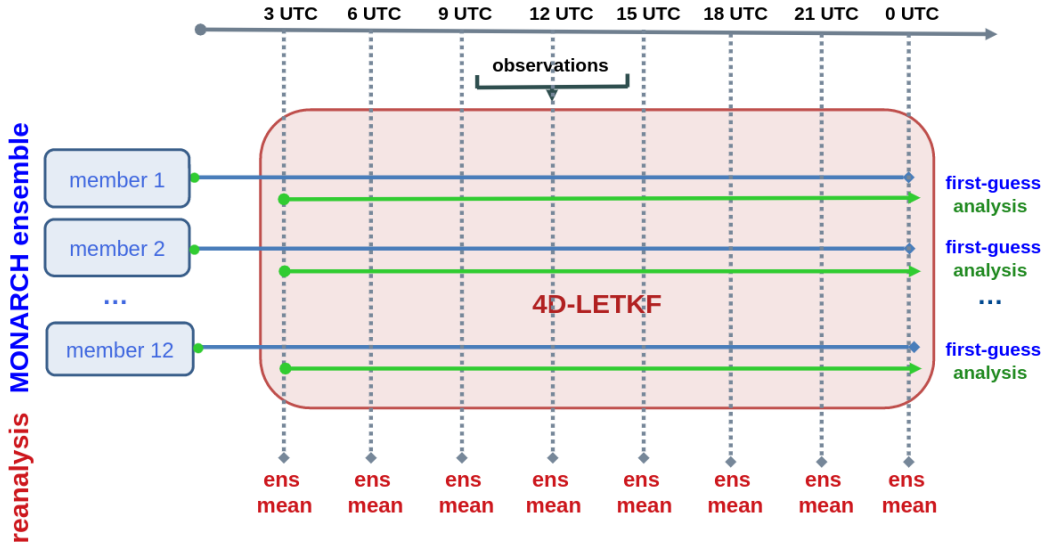 3 UTC 6 UTC 9 UTC 12 UTC 15 UTC 18 UTC 21 UTC 0 UTC
observations
MONARCH ensemble
member 1
first-guess
analysis
member 2
first-guess
analysis
... ...
4D-LETKF
member 12
first-guess
analysis
reanalysis
ens ens ens ens ens ens ens ens
mean mean mean mean mean mean mean mean